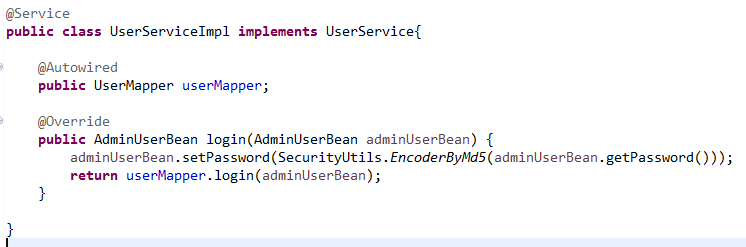 @Service
public class UserServiceImpl implements UserService{
@Autowired
public UserMapper userMapper;
@Override
public AdminUserBean login(AdminUserBean adminUserBean) {
adminUserBean.setPassword(SecurityUtils.EncoderByMd5(adminUserBean.getPassword()));
return userMapper.login(adminUserBean);
}
}